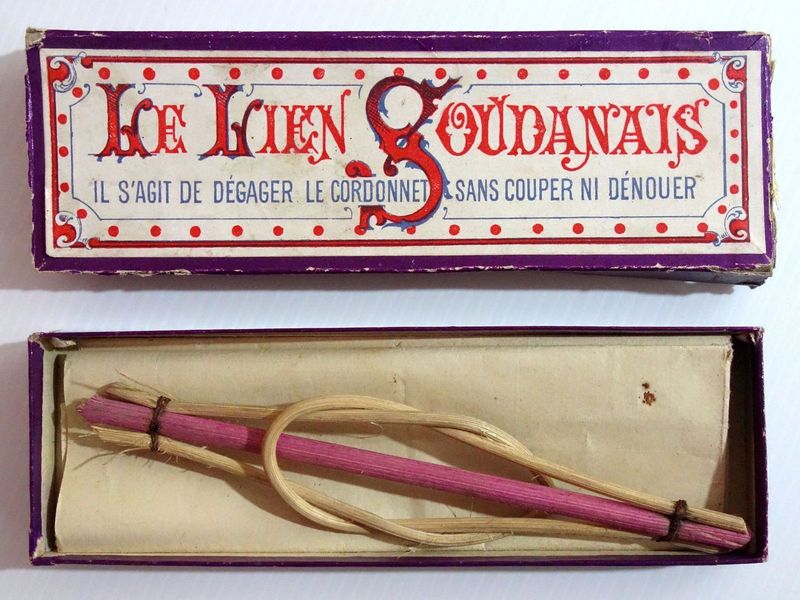 LE LIEN SOUDANAIS
IL S'AGIT DE DÉGAGER LE CORDONNET SANS COUPER NI DÉNOUER